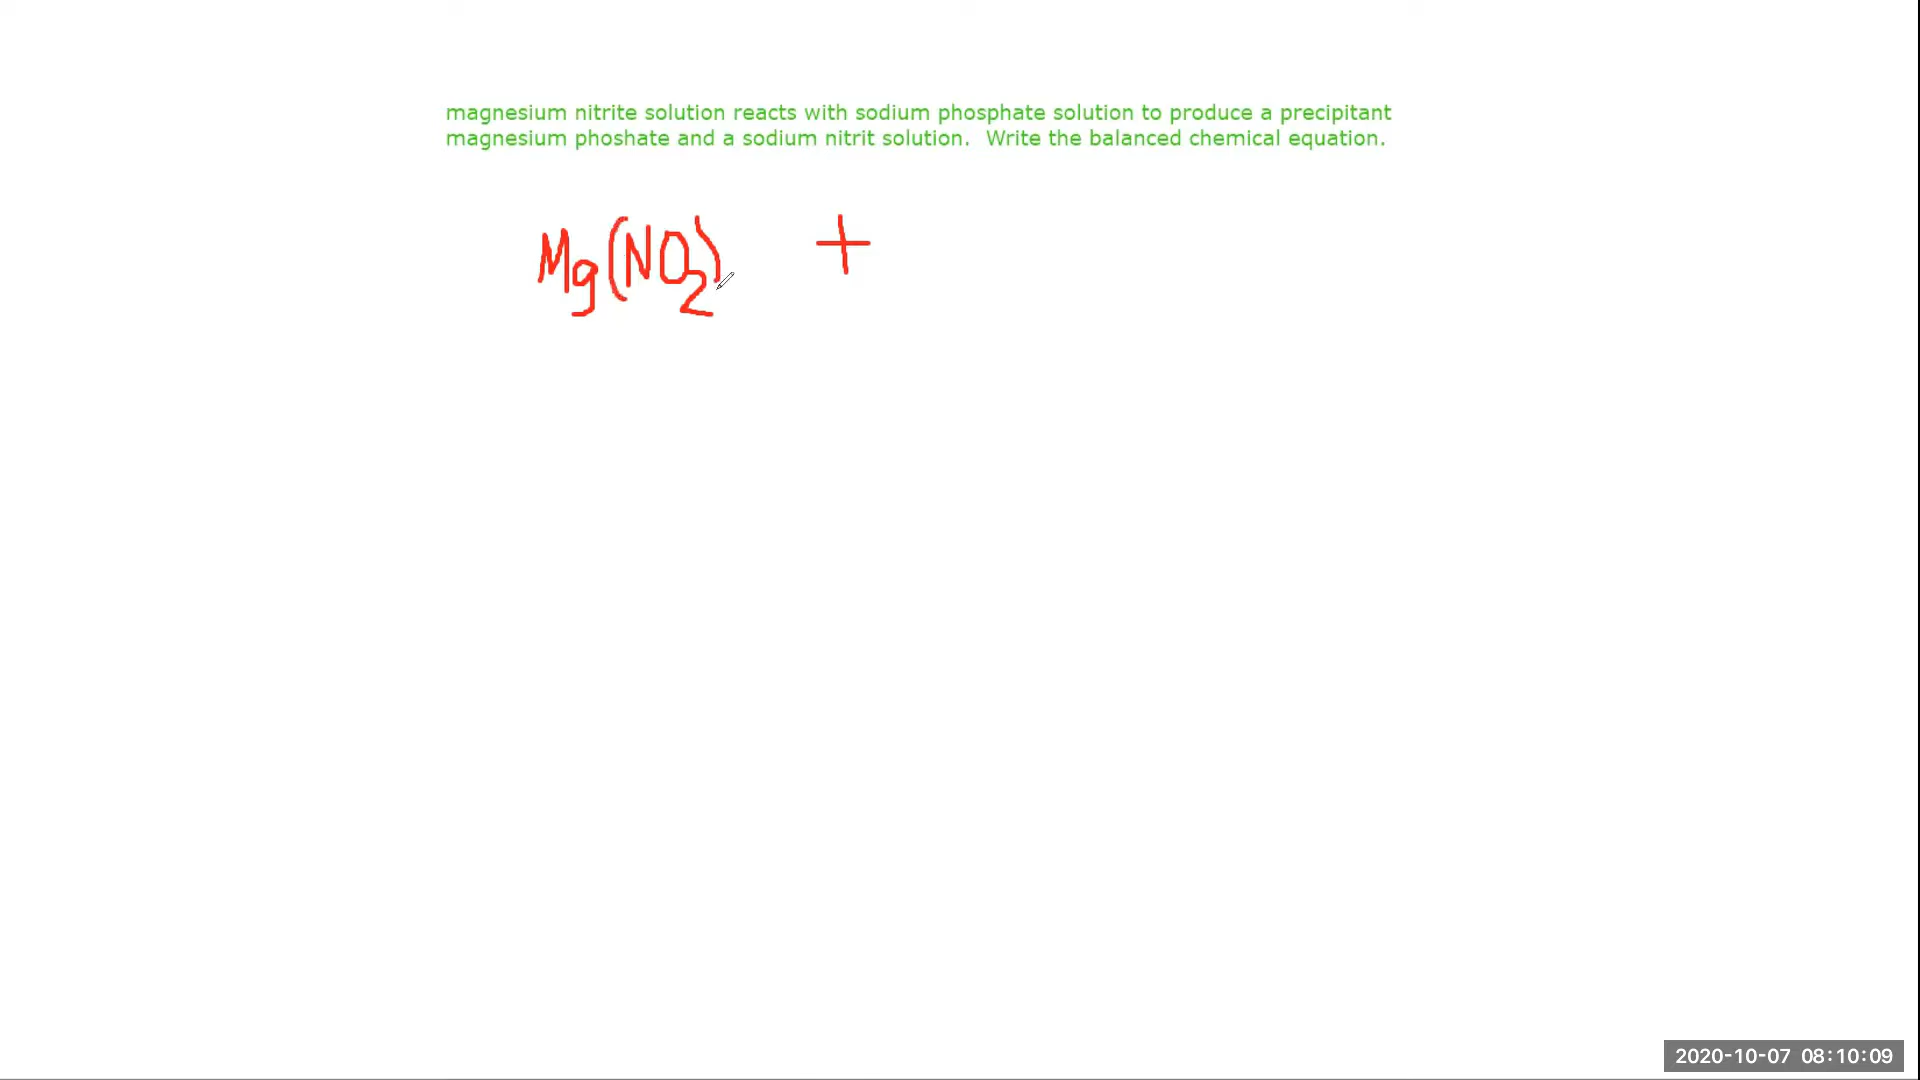 magnesium nitrite solution reacts with sodium phosphate solution to produce a precipitant
magnesium phoshate and a sodium nitrit solution. Write the balanced chemical equation.
Mg(NO2) +
2020-10-07 08:10:09